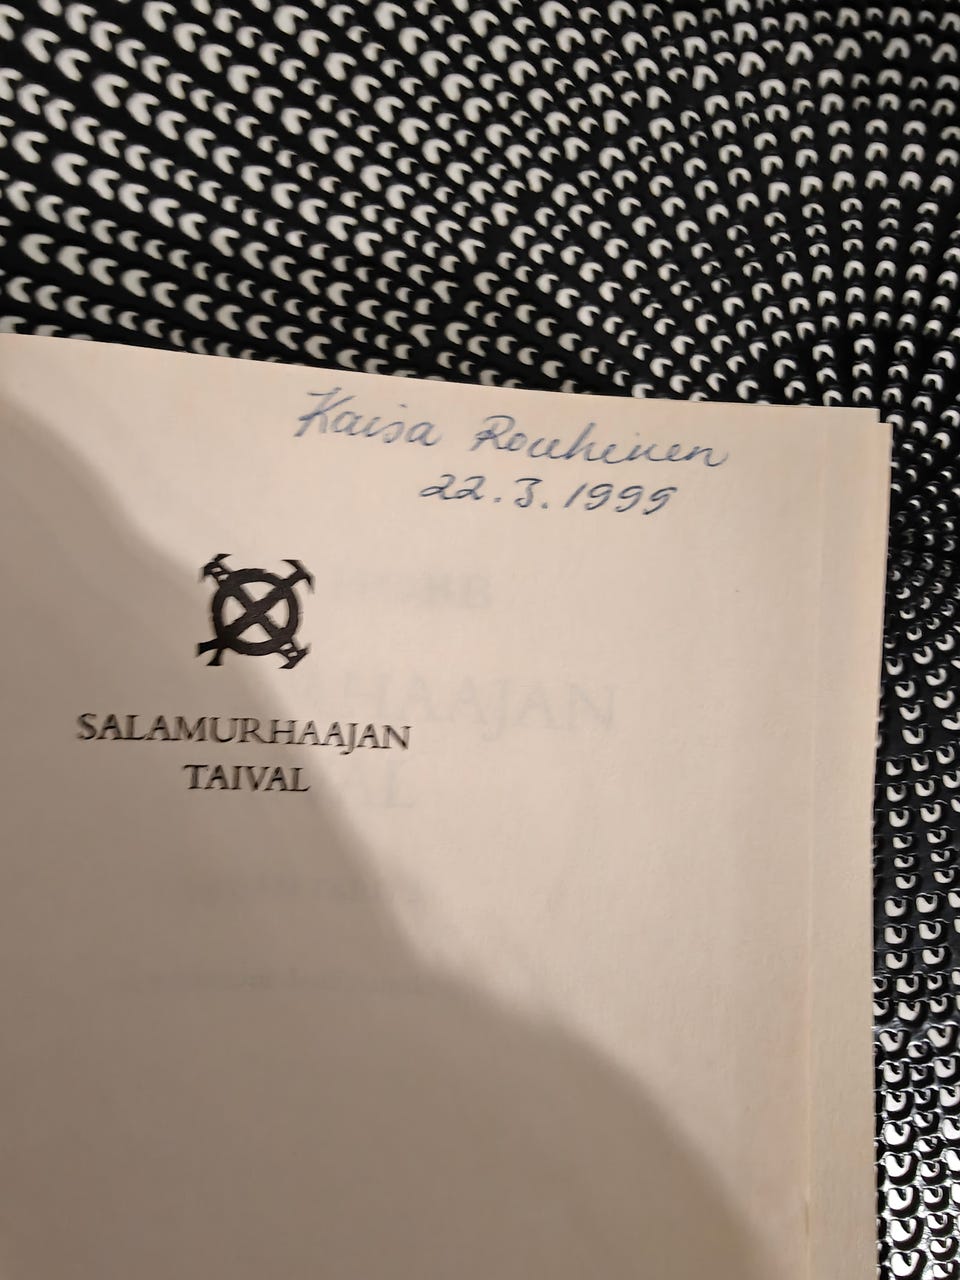 Kaisa Rouhinen
22.3.1999
SALAMURHAAJAN
TAIVAL